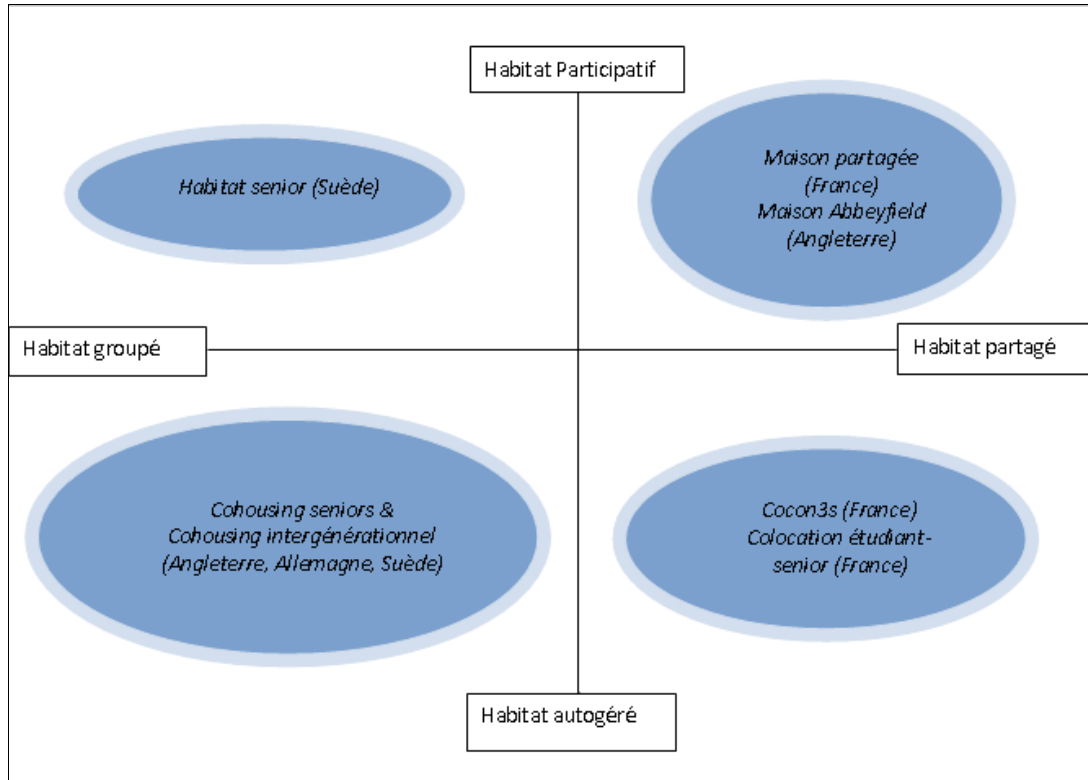 Habitat Participatif
Habitat senior (Suède)
Maison partagée
(France)
Maison Abbeyfield
(Angleterre)
Habitat groupé
Habitat partagé
Cohousing seniors &
Cohousing intergénérationnel
(Angleterre, Allemagne, Suède)
Cocon3s (France)
Colocation étudiant-
senior (France)
Habitat autogéré